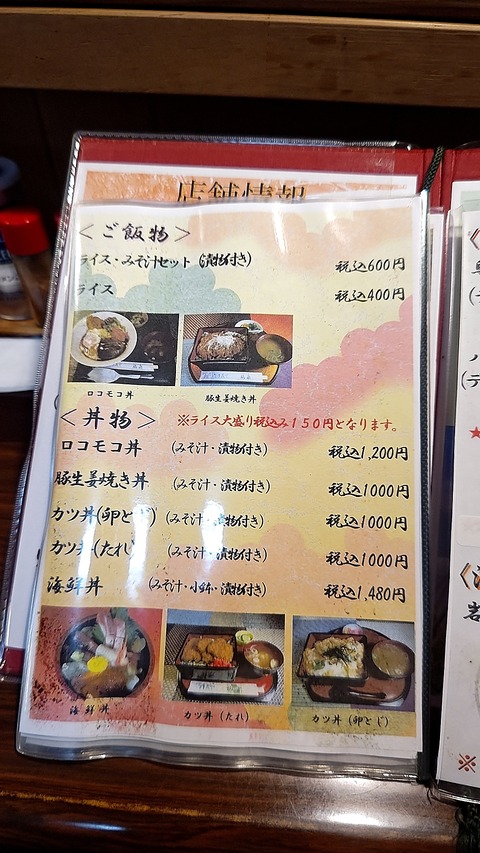 店舗情報
<ご飯物>
ライス・みそ汁セット (漬物付き) 税込600円
ライス 税込400円
ロコモコ丼 豚生姜焼き丼
<丼物> ※ライス大盛り税込み150円となります。
ロコモコ丼 (みそ汁・漬物付き) 税込1,200円
豚生姜焼き丼 (みそ汁・漬物付き) 税込1000円
カツ丼(卵とじ) (みそ汁・漬物付き) 税込1000円
カツ丼(たれ) (みそ汁・漬物付き) 税込1000円
海鮮丼 (みそ汁・小鉢・漬物付き) 税込1,480円
海鮮丼 カツ丼(たれ) カツ丼(卵とじ)